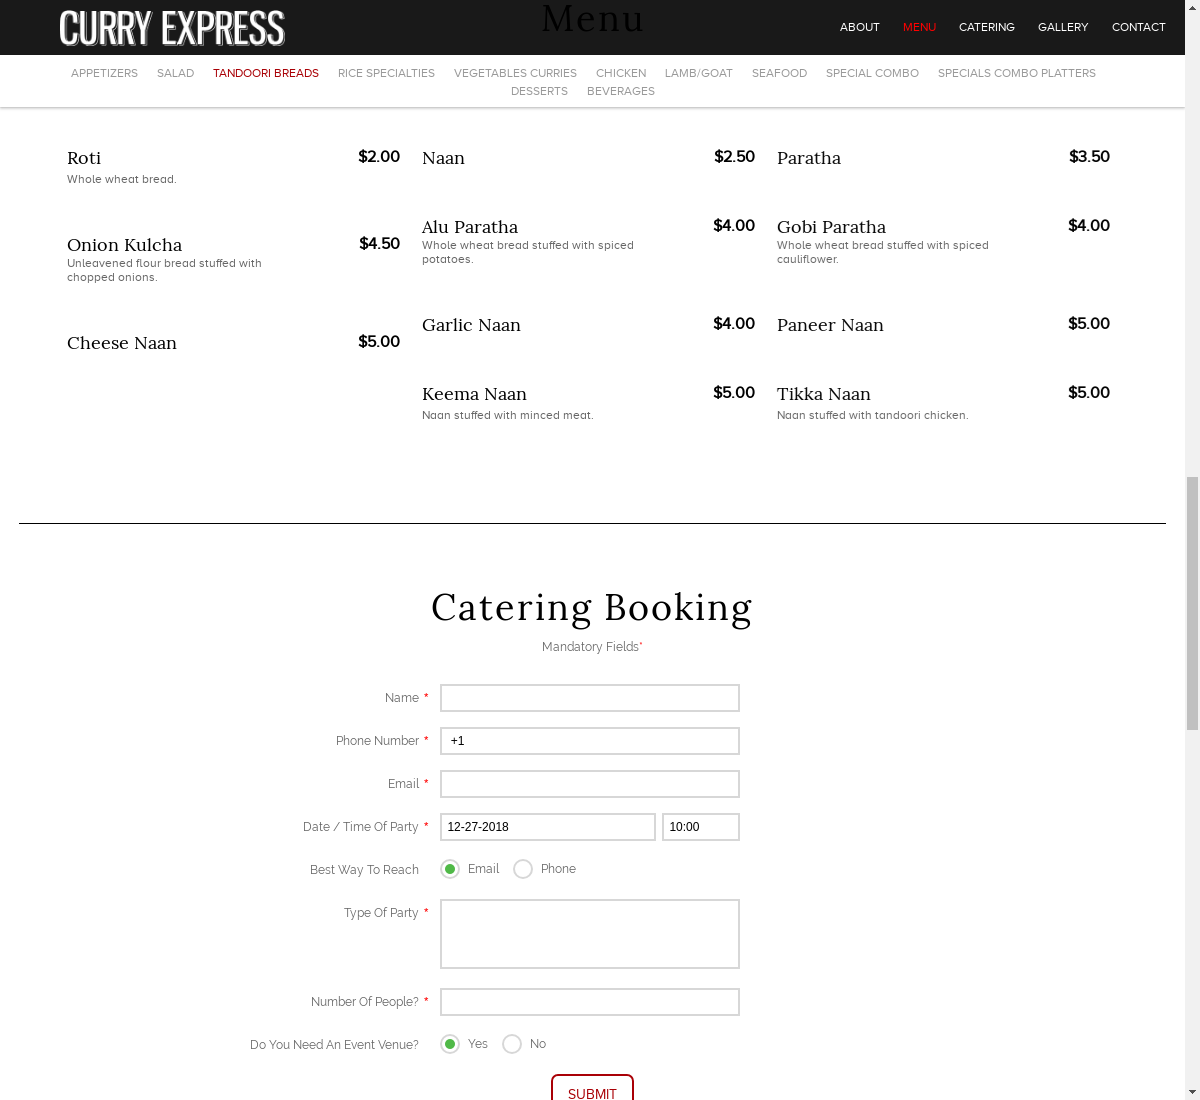 CURRY EXPRESS
Menu
ABOUT MENU CATERING GALLERY CONTACT
APPETIZERS SALAD TANDOORI BREADS RICE SPECIALTIES VEGETABLES CURRIES CHICKEN LAMB/GOAT SEAFOOD SPECIAL COMBO SPECIALS COMBO PLATTERS
DESSERTS BEVERAGES
Roti $2.00
Whole wheat bread.
Onion Kulcha $4.50
Unleavened flour bread stuffed with
chopped onions.
Cheese Naan $5.00
Naan $2.50
Alu Paratha $4.00
Whole wheat bread stuffed with spiced
potatoes.
Garlic Naan $4.00
Keema Naan $5.00
Naan stuffed with minced meat.
Paratha $3.50
Gobi Paratha $4.00
Whole wheat bread stuffed with spiced
cauliflower.
Paneer Naan $5.00
Tikka Naan $5.00
Naan stuffed with tandoori chicken.
Catering Booking
Mandatory Fields*
Name *
Phone Number * +1
Email *
Date / Time Of Party * 12-27-2018 10:00
Best Way To Reach Email Phone
Type Of Party *
Number Of People? *
Do You Need An Event Venue? Yes No
SUBMIT